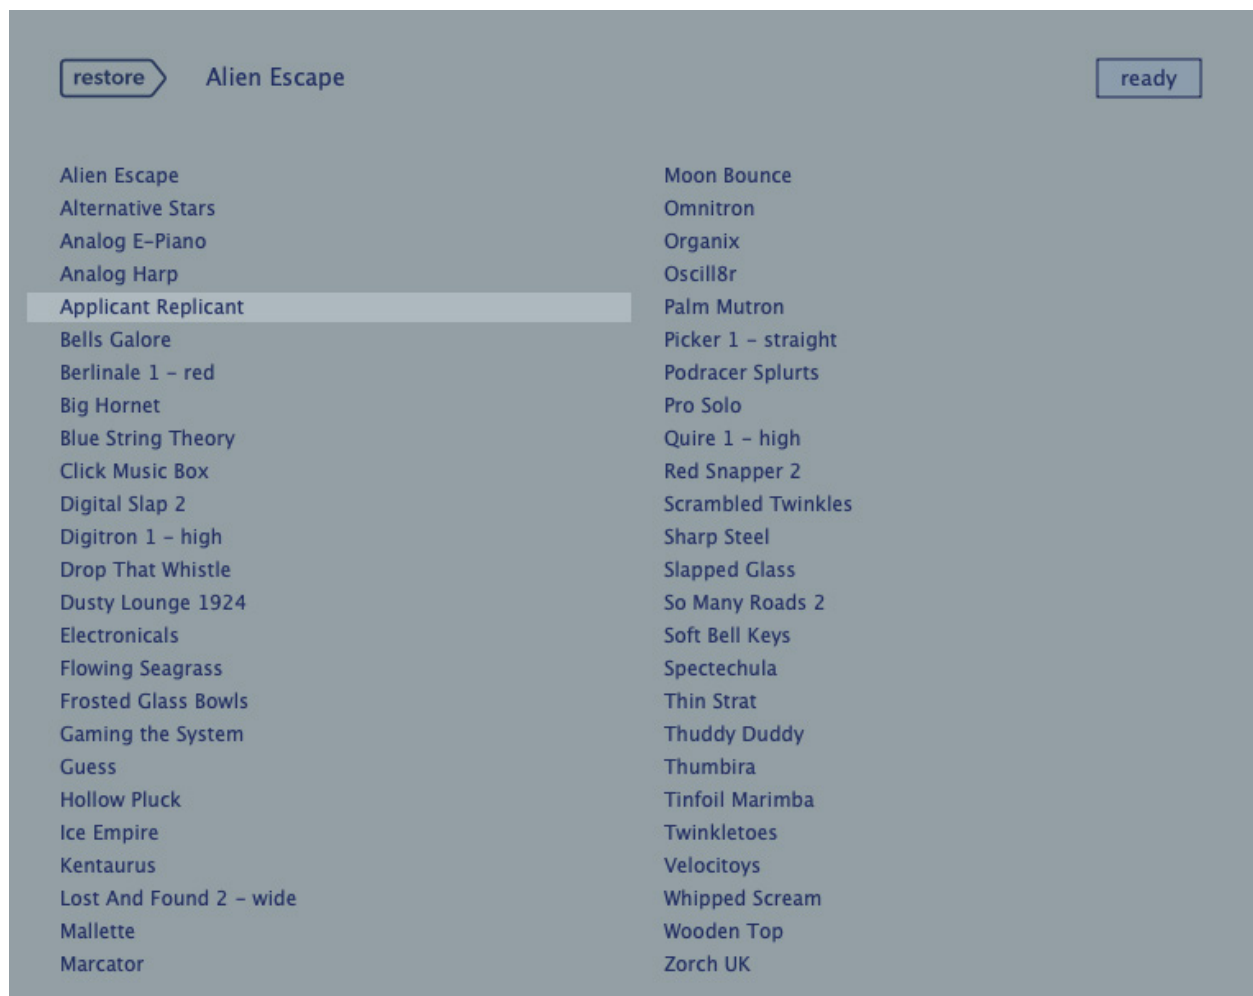 restore Alien Escape ready
Alien Escape
Alternative Stars
Analog E-Piano
Analog Harp
Applicant Replicant
Bells Galore
Berlinale 1 - red
Big Hornet
Blue String Theory
Click Music Box
Digital Slap 2
Digitron 1 - high
Drop That Whistle
Dusty Lounge 1924
Electronicals
Flowing Seagrass
Frosted Glass Bowls
Gaming the System
Guess
Hollow Pluck
Ice Empire
Kentaurus
Lost And Found 2 - wide
Mallette
Marcator
Moon Bounce
Omnitron
Organix
Oscill8r
Palm Mutron
Picker 1 - straight
Podracer Splurts
Pro Solo
Quire 1 - high
Red Snapper 2
Scrambled Twinkles
Sharp Steel
Slapped Glass
So Many Roads 2
Soft Bell Keys
Spectechula
Thin Strat
Thuddy Duddy
Thumbira
Tinfoil Marimba
Twinkletoes
Velocitoys
Whipped Scream
Wooden Top
Zorch UK